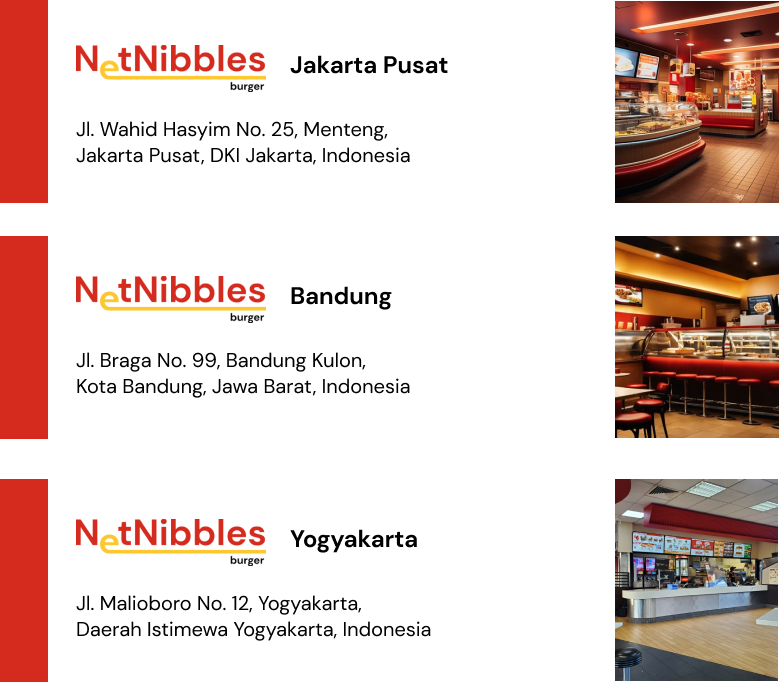 NetNibbles
burger
Jakarta Pusat
Jl. Wahid Hasyim No. 25, Menteng,
Jakarta Pusat, DKI Jakarta, Indonesia
NetNibbles
burger
Bandung
Jl. Braga No. 99, Bandung Kulon,
Kota Bandung, Jawa Barat, Indonesia
NetNibbles
burger
Yogyakarta
Jl. Malioboro No. 12, Yogyakarta,
Daerah Istimewa Yogyakarta, Indonesia